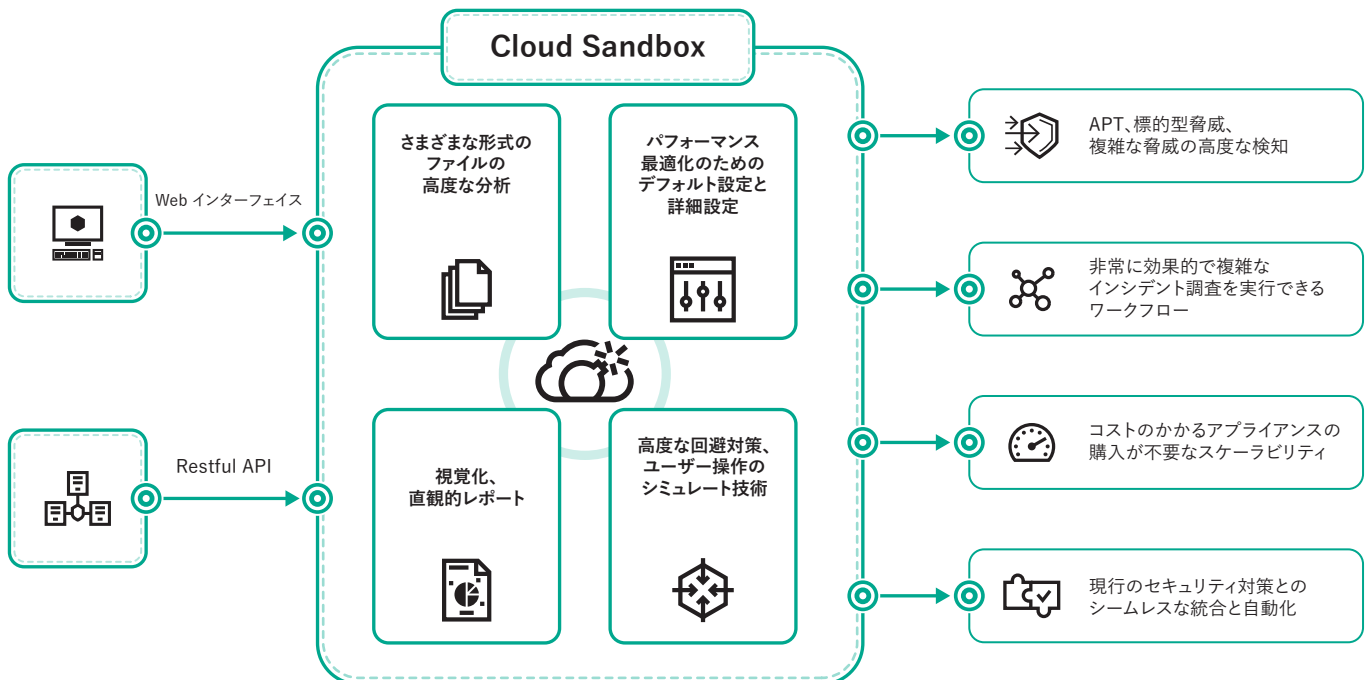 Cloud Sandbox
Web インターフェイス
Restful API
さまざまな形式の
ファイルの
高度な分析
パフォーマンス
最適化のための
デフォルト設定と
詳細設定
視覚化、
直観的レポート
高度な回避対策、
ユーザー操作の
シミュレート技術
APT、標的型脅威、
複雑な脅威の高度な検知
非常に効果的で複雑な
インシデント調査を実行できる
ワークフロー
コストのかかるアプライアンスの
購入が不要なスケーラビリティ
現行のセキュリティ対策との
シームレスな統合と自動化